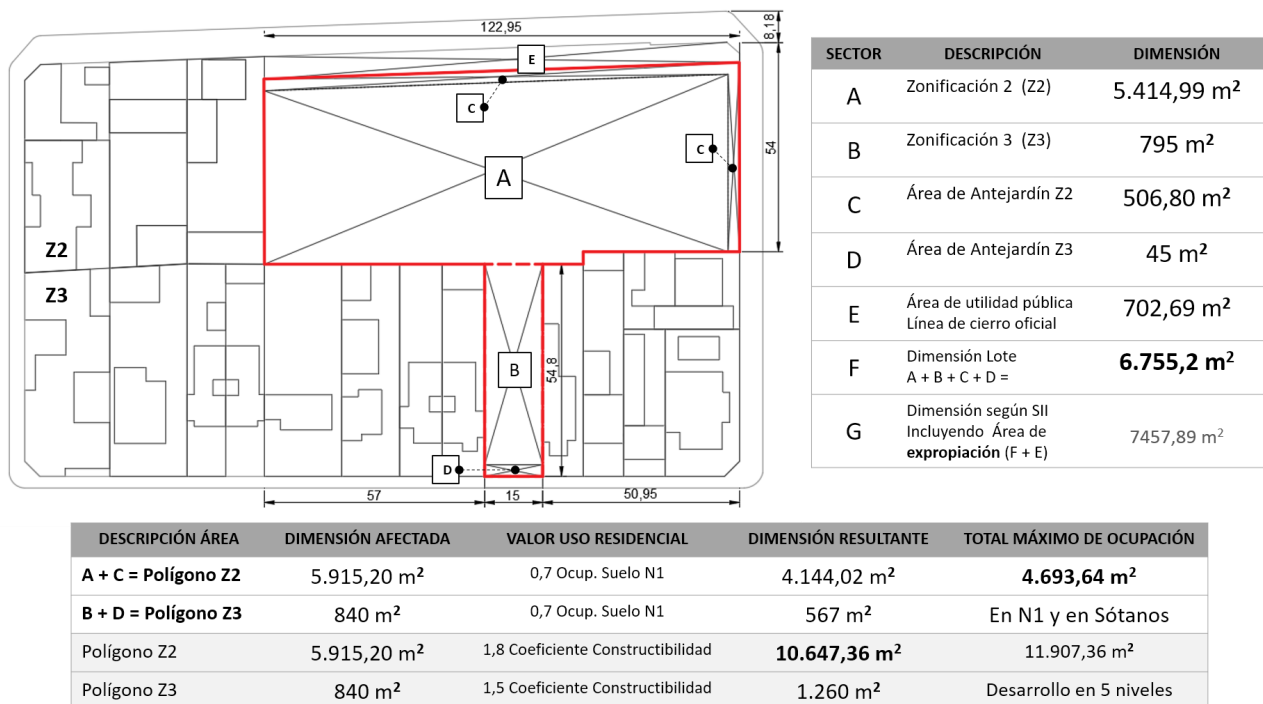 122,95
8,18
E
C
C
A
54
Z2
Z3
B
54,8
D
57
15
50,95
SECTOR DESCRIPCIÓN DIMENSIÓN
A Zonificación 2 (Z2) 5.414,99 m²
B Zonificación 3 (Z3) 795 m²
C Área de Antejardín Z2 506,80 m²
D Área de Antejardín Z3 45 m²
E Área de utilidad pública 702,69 m²
Línea de cierro oficial
F Dimensión Lote 6.755,2 m²
A + B + C + D =
G Dimensión según SII 7457,89 m²
Incluyendo Área de
expropiación (F + E)
DESCRIPCIÓN ÁREA DIMENSIÓN AFECTADA VALOR USO RESIDENCIAL DIMENSIÓN RESULTANTE TOTAL MÁXIMO DE OCUPACIÓN
A + C = Polígono Z2 5.915,20 m² 0,7 Ocup. Suelo N1 4.144,02 m² 4.693,64 m²
B + D = Polígono Z3 840 m² 0,7 Ocup. Suelo N1 567 m² En N1 y en Sótanos
Polígono Z2 5.915,20 m² 1,8 Coeficiente Constructibilidad 10.647,36 m² 11.907,36 m²
Polígono Z3 840 m² 1,5 Coeficiente Constructibilidad 1.260 m² Desarrollo en 5 niveles